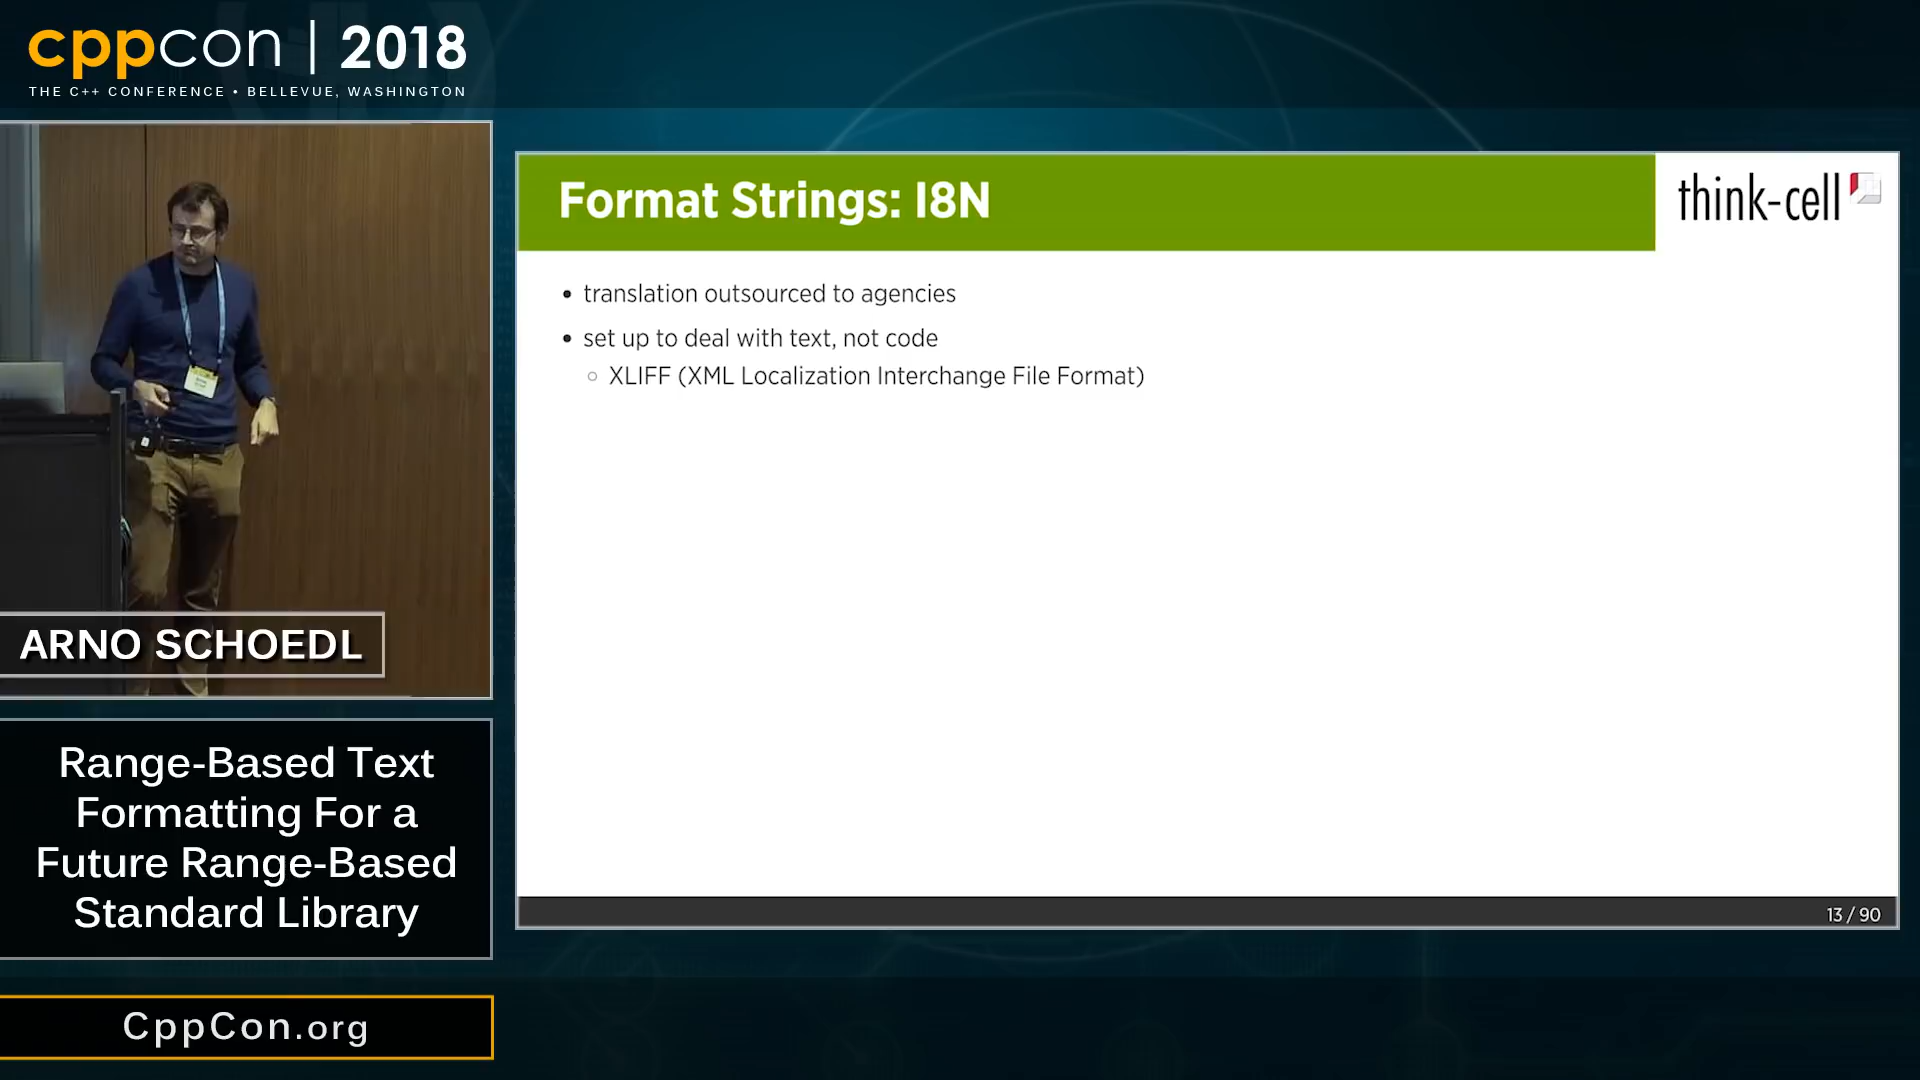 cppcon | 2018
THE C++ CONFERENCE • BELLEVUE, WASHINGTON
ARNO SCHOEDL
Range-Based Text
Formatting For a
Future Range-Based
Standard Library
CppCon.org
Format Strings: I8N
think-cell
• translation outsourced to agencies
• set up to deal with text, not code
○ XLIFF (XML Localization Interchange File Format)
13 / 90